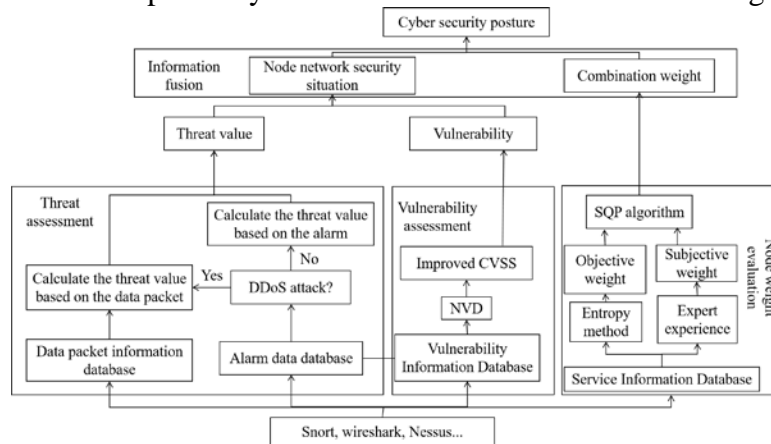 Cyber security posture
Information
fusion
Node network security
situation
Combination weight
Threat value
Vulnerability
Threat
assessment
Calculate the threat value
based on the alarm
Vulnerability
assessment
SQP algorithm
No
Improved CVSS
Objective
weight
Subjective
weight
Node weight
evaluation
Calculate the threat value
based on the data packet
Yes
DDoS attack?
NVD
Entropy
method
Expert
experience
Data packet information
database
Alarm data database
Vulnerability
Information Database
Service Information Database
Snort, wireshark, Nessus...